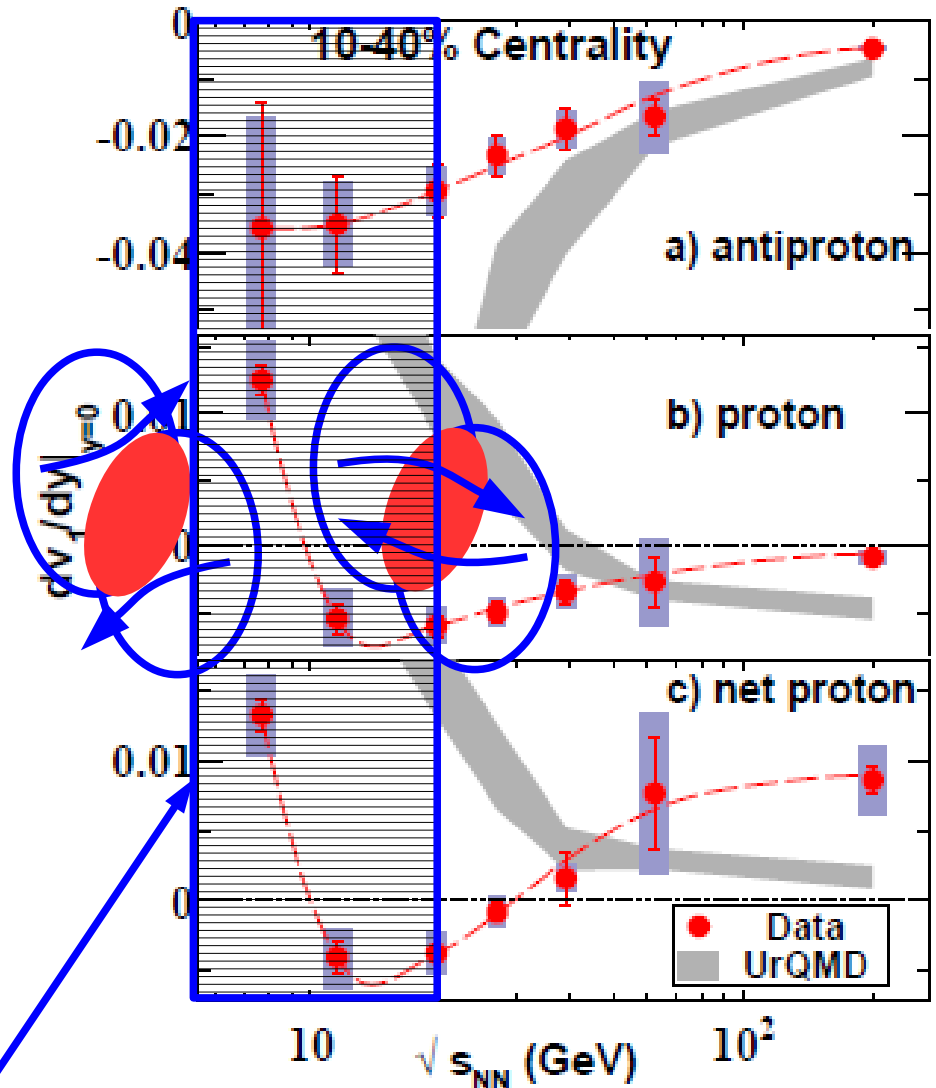 0
10-40% Centrality
-0.02
-0.04
a) antiproton
0.01
b) proton
dv₁/dy|y=0
0
c) net proton
0.01
0
Data
UrQMD
10
√ sNN (GeV)
10²